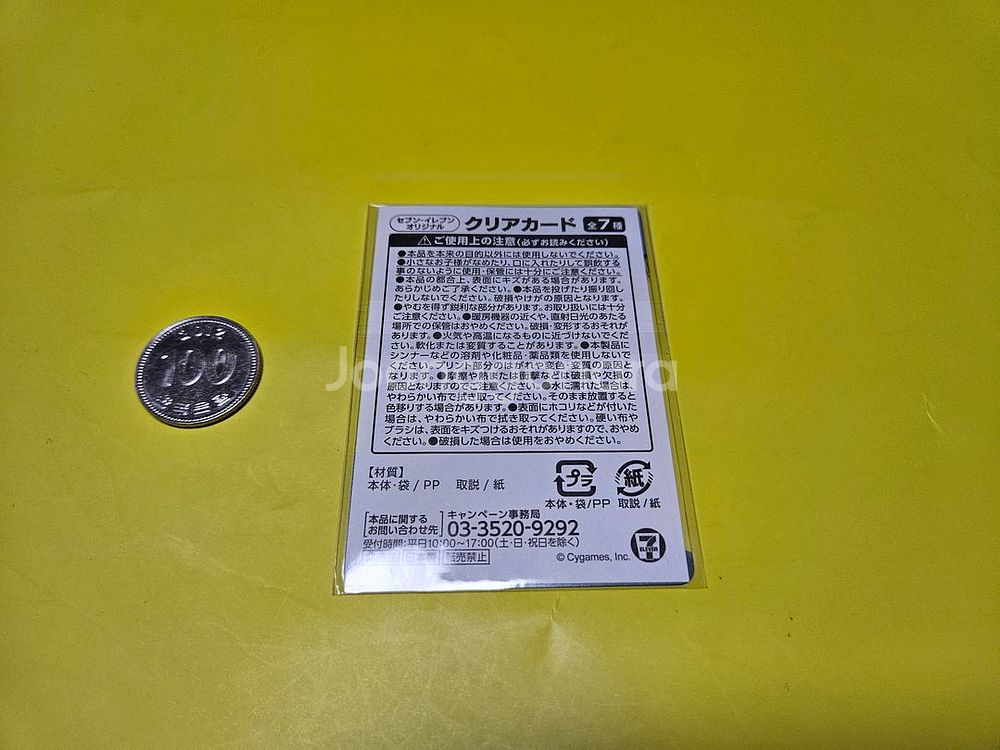 セブン-イレブン
オリジナル
クリアカード
全7種
ご使用上の注意(必ずお読みください)
●本品を本来の目的以外には使用しないでください。
●小さなお子様がなめたり、口に入れたりして誤飲する
事のないように使用・保管には十分にご注意ください。
●本品の都合上、表面にキズがある場合があります。
あらかじめご了承ください。●本品を投げたり振り回し
たりしないでください。破損やけがの原因となります。
●やむを得ず鋭利な部分があります。お取り扱いには十分
ご注意ください。●暖房機器の近くや、直射日光のあたる
場所での保管はおやめください。破損・変形するおそれが
あります。●火気や高温になるものに近づけないでくだ
さい。軟化または変質することがあります。●本製品に
シンナーなどの溶剤や化粧品・薬品類を使用しないで
ください。プリント部分のはがれや変色・変質の原因と
なります。●摩擦や熱または衝撃などは破損や欠損の
原因となりますのでご注意ください。●水に濡れた場合は、
やわらかい布で拭き取ってください。そのまま放置すると
色移りする場合があります。●表面にホコリなどが付いた
場合は、やわらかい布で拭き取ってください。硬い布や
ブラシは、表面をキズつけるおそれがありますので、おやめ
ください。●破損した場合は使用をおやめください。
【材質】
本体・袋/PP 取説/紙
プラ
本体・袋/PP
紙
取説/紙
本品に関する
お問い合わせ先
キャンペーン事務局
03-3520-9292
受付時間:平日10:00~17:00(土・日・祝日を除く)
転売禁止
© Cygames, Inc.
7
ELEVEN
100